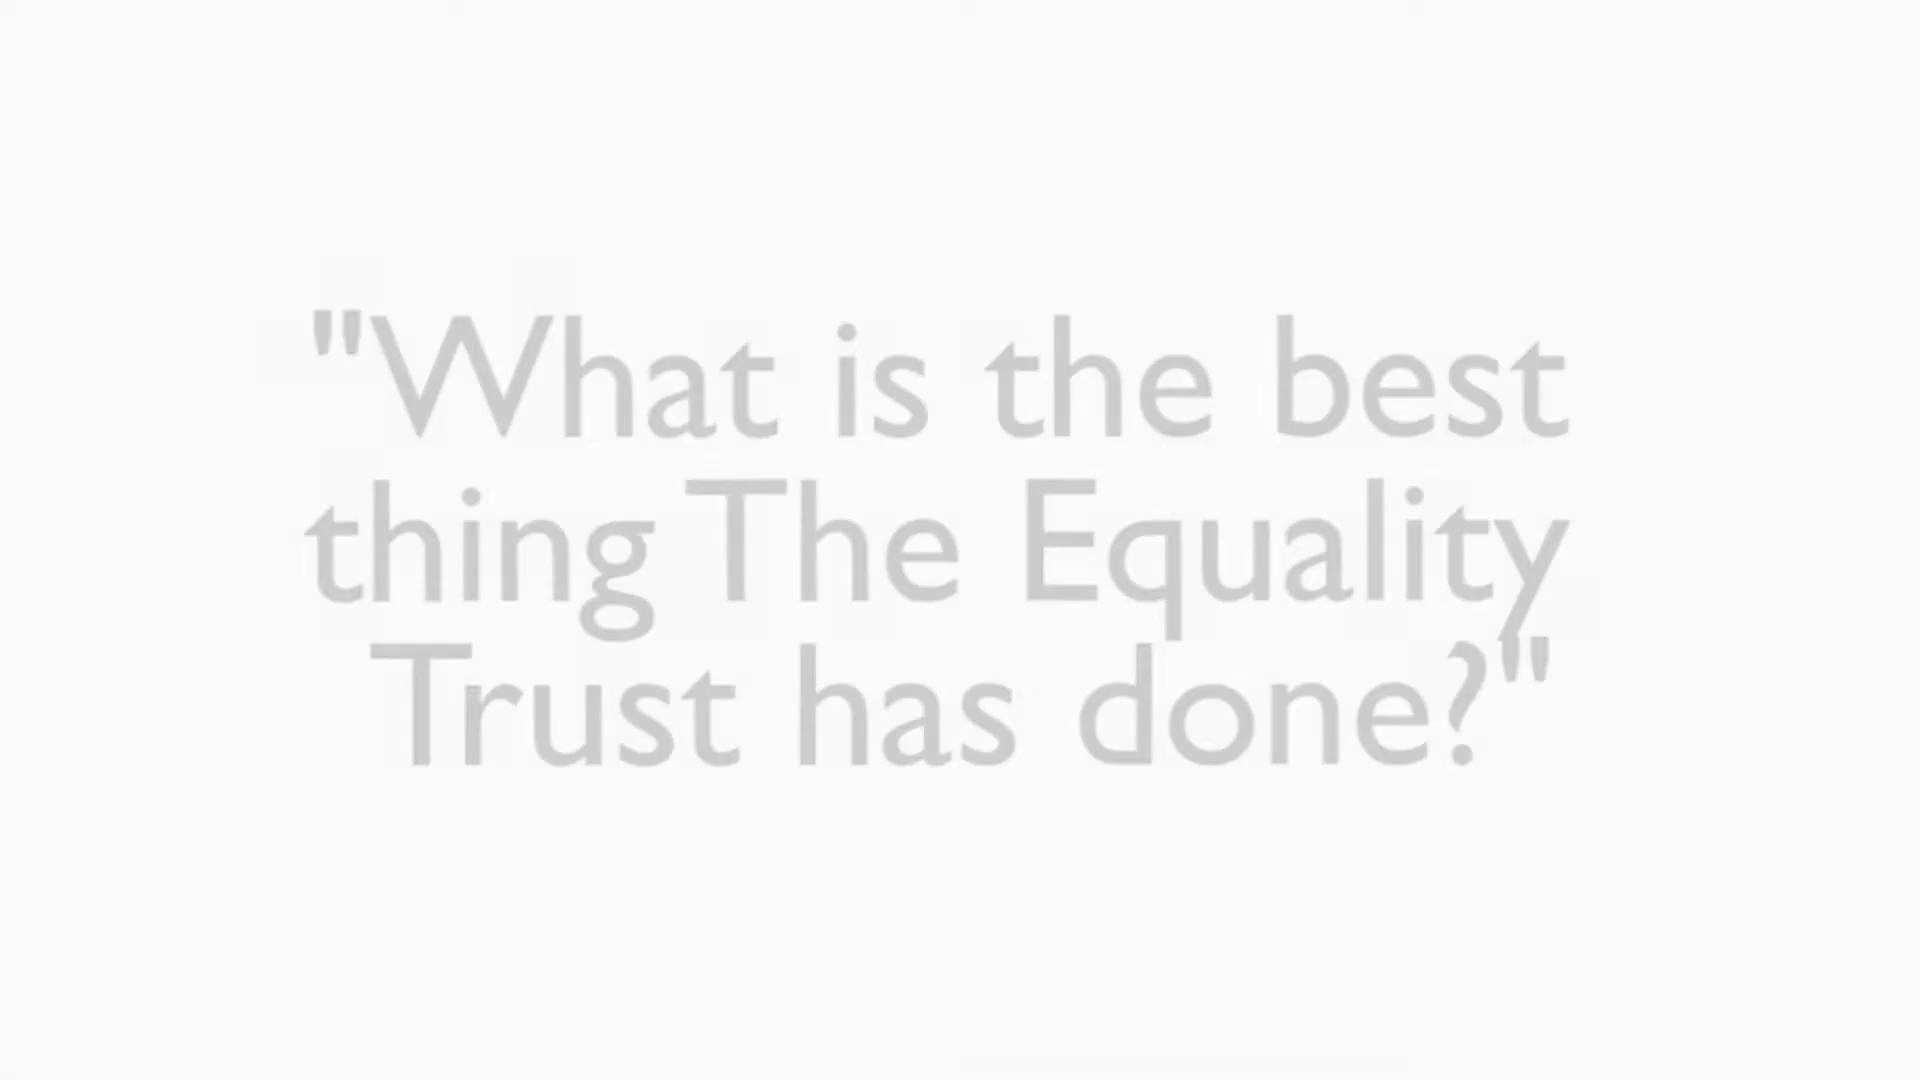 "What is the best
thing The Equality
Trust has done?"